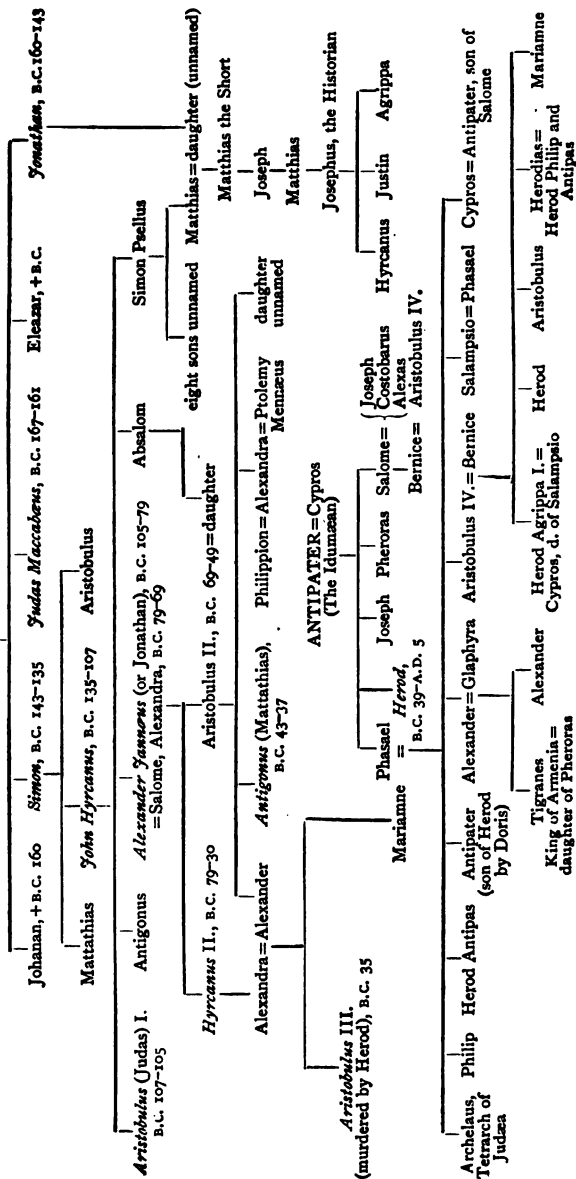 Johanan, + B.C. 160 Simon, B.C. 143-135 Judas Maccabæus, B.C. 167-161 Eleazar, + B.C. Jonathan, B.C. 160-143
Mattathias John Hyrcanus, B.C. 135-107 Aristobulus
Aristobulus (Judas) I. Antigonus Alexander Jannæus (or Jonathan), B.C. 105-79 Absalom Simon Psellus
B.C. 107-105 =Salome, Alexandra, B.C. 79-69
eight sons unnamed Matthias=daughter (unnamed)
Matthias the Short
Hyrcanus II., B.C. 79-30 Aristobulus II., B.C. 69-49=daughter
Joseph
Matthias
Alexandra=Alexander Antigonus (Mattathias), Philippion=Alexandra=Ptolemy daughter
B.C. 43-37 Mennæus unnamed
Josephus, the Historian
Hyrcanus Justin Agrippa
Aristobulus III.
(murdered by Herod), B.C. 35
ANTIPATER=Cypros
(The Idumæan)
Mariamne = Herod,
B.C. 39-A.D. 5
Phasael Joseph Pheroras Salome= { Joseph
Costobarus
Alexas
Bernice= Aristobulus IV.
Archelaus, Philip Herod Antipas Antipater Alexander=Glaphyra Aristobulus IV.=Bernice Salampsio=Phasael Cypros=Antipater, son of
Tetrarch of (son of Herod Salome
Judæa by Doris)
Tigranes Alexander
King of Armenia=
daughter of Pheroras
Herod Agrippa I.= Herod Aristobulus Herodias= Mariamne
Cypros, d. of Salampsio Herod Philip and
Antipas